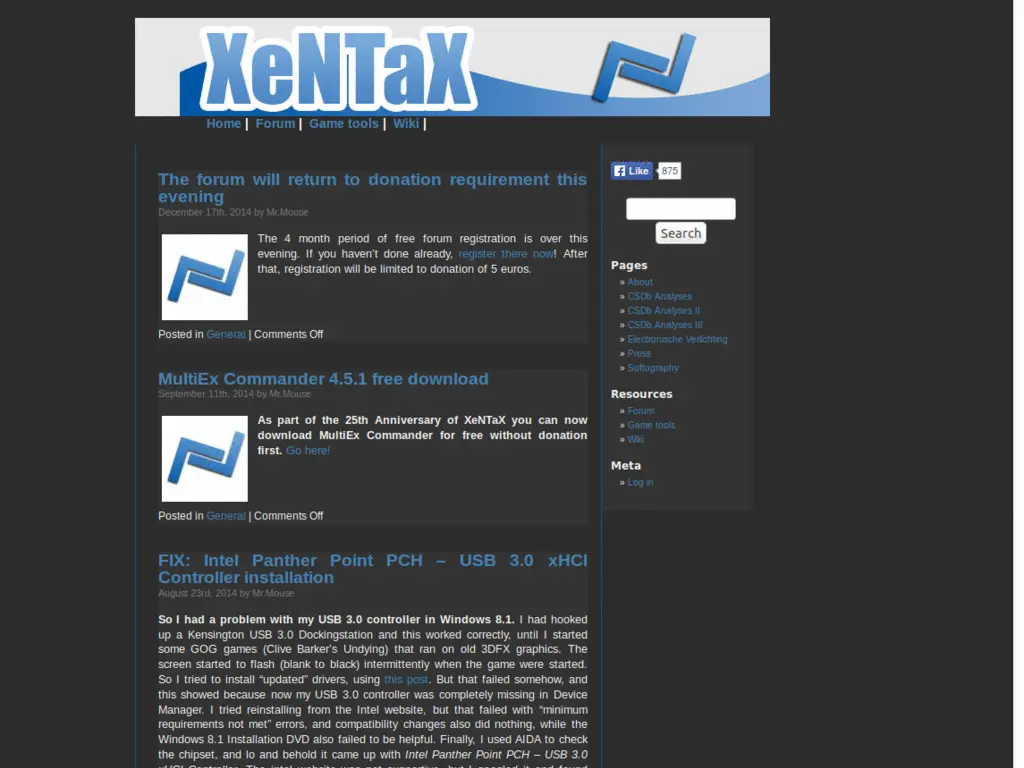 XeNTaX
Home | Forum | Game tools | Wiki |
The forum will return to donation requirement this
evening
December 17th, 2014 by Mr.Mouse
The 4 month period of free forum registration is over this
evening. If you haven't done already, register there now! After
that, registration will be limited to donation of 5 euros.
Posted in General | Comments Off
MultiEx Commander 4.5.1 free download
September 11th, 2014 by Mr.Mouse
As part of the 25th Anniversary of XeNTaX you can now
download MultiEx Commander for free without donation
first. Go here!
Posted in General | Comments Off
FIX: Intel Panther Point PCH – USB 3.0 xHCI
Controller installation
August 23rd, 2014 by Mr.Mouse
So I had a problem with my USB 3.0 controller in Windows 8.1. I had hooked
up a Kensington USB 3.0 Dockingstation and this worked correctly, until I started
some GOG games (Clive Barker's Undying) that ran on old 3DFX graphics. The
screen started to flash (blank to black) intermittently when the game were started.
So I tried to install “updated” drivers, using this post. But that failed somehow, and
this showed because now my USB 3.0 controller was completely missing in Device
Manager. I tried reinstalling from the Intel website, but that failed with “minimum
requirements not met” errors, and compatibility changes also did nothing, while the
Windows 8.1 Installation DVD also failed to be helpful. Finally, I used AIDA to check
the chipset, and lo and behold it came up with Intel Panther Point PCH – USB 3.0
xHCI Controller. The intel website was not supportive, but I googled it and found
Like 875
Search
Pages
» About
» CSDb Analyses
» CSDb Analyses II
» CSDb Analyses III
» Electronische Verlichting
» Press
» Softography
Resources
» Forum
» Game tools
» Wiki
Meta
» Log in